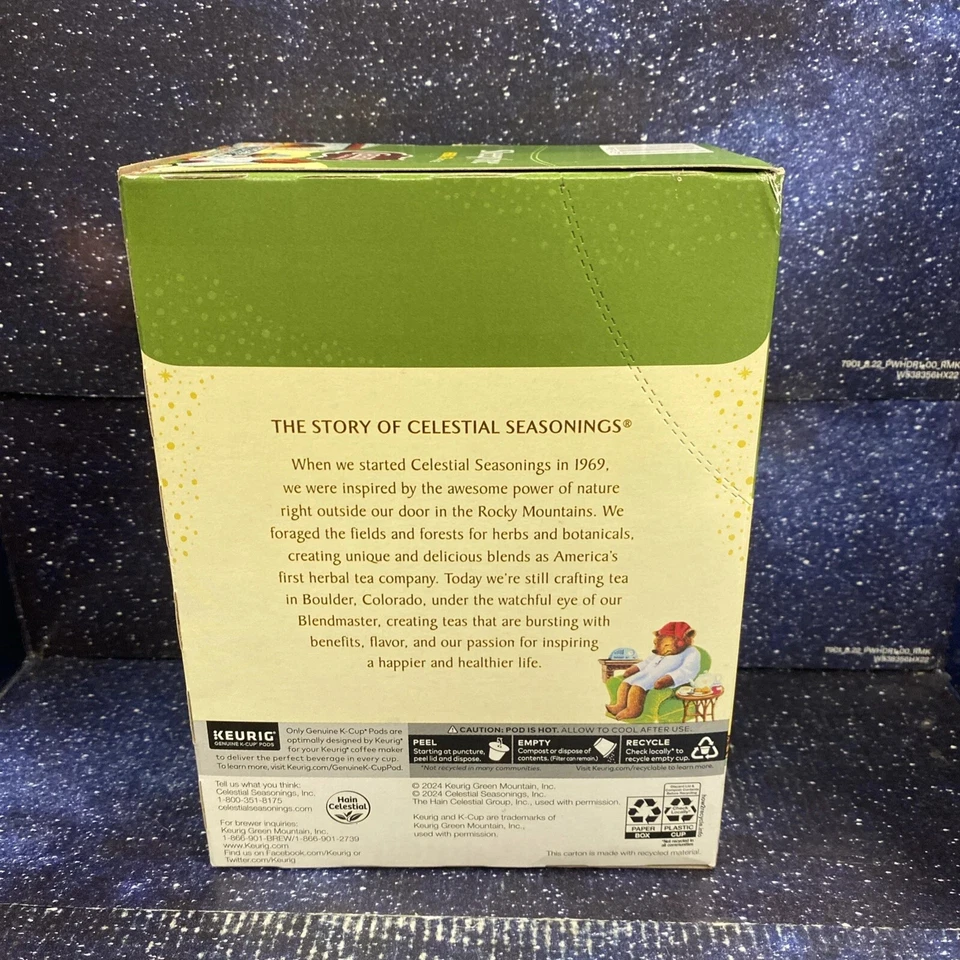 THE STORY OF CELESTIAL SEASONINGS®
When we started Celestial Seasonings in 1969,
we were inspired by the awesome power of nature
right outside our door in the Rocky Mountains. We
foraged the fields and forests for herbs and botanicals,
creating unique and delicious blends as America's
first herbal tea company. Today we're still crafting tea
in Boulder, Colorado, under the watchful eye of our
Blendmaster, creating teas that are bursting with
benefits, flavor, and our passion for inspiring
a happier and healthier life.
KEURIG
GENUINE K-CUP PODS
Only Genuine K-Cup® Pods are
optimally designed by Keurig®
for your Keurig® coffee maker
to deliver the perfect beverage in every cup.
To learn more, visit Keurig.com/GenuineK-CupPod.
CAUTION: POD IS HOT. ALLOW TO COOL AFTER USE.
PEEL
Starting at puncture,
peel lid and dispose.
EMPTY
Compost or dispose of
contents. (Filter can remain.)
RECYCLE
Check locally* to
recycle empty cup.
*Not recycled in many communities.
Visit Keurig.com/recyclable to learn more.
Tell us what you think:
Celestial Seasonings, Inc.
1-800-351-8175
celestialseasonings.com
Hain
Celestial
For brewer inquiries:
Keurig Green Mountain, Inc.
1-866-901-BREW/1-866-901-2739
www.Keurig.com
Find us on Facebook.com/Keurig or
Twitter.com/Keurig
© 2024 Keurig Green Mountain, Inc.
© 2024 Celestial Seasonings, Inc.
The Hain Celestial Group, Inc., used with permission.
Keurig and K-Cup are trademarks of
Keurig Green Mountain, Inc.,
used with permission.
Check
Locally*
PAPER
BOX
PLASTIC
CUP
*Not recycled in
all communities
This carton is made with recycled material.